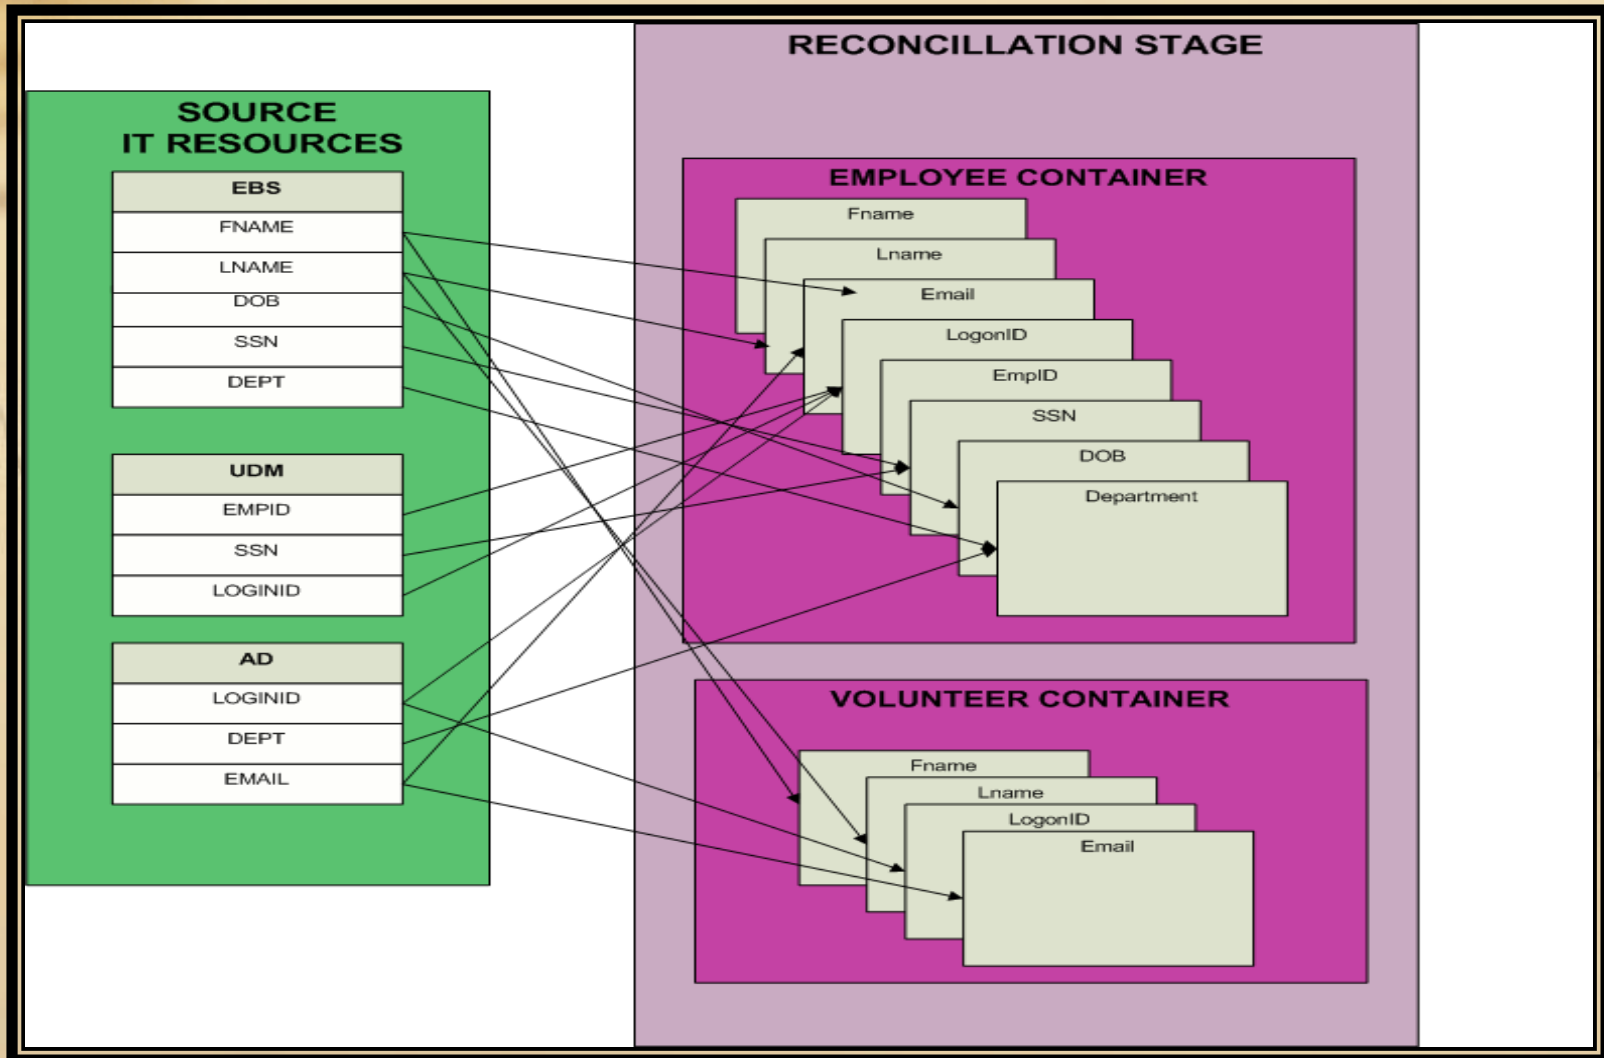 RECONCILLATION STAGE
SOURCE
IT RESOURCES
EBS
FNAME
LNAME
DOB
SSN
DEPT
UDM
EMPID
SSN
LOGINID
AD
LOGINID
DEPT
EMAIL
EMPLOYEE CONTAINER
Fname
Lname
Email
LogonID
EmpID
SSN
DOB
Department
VOLUNTEER CONTAINER
Fname
Lname
LogonID
Email